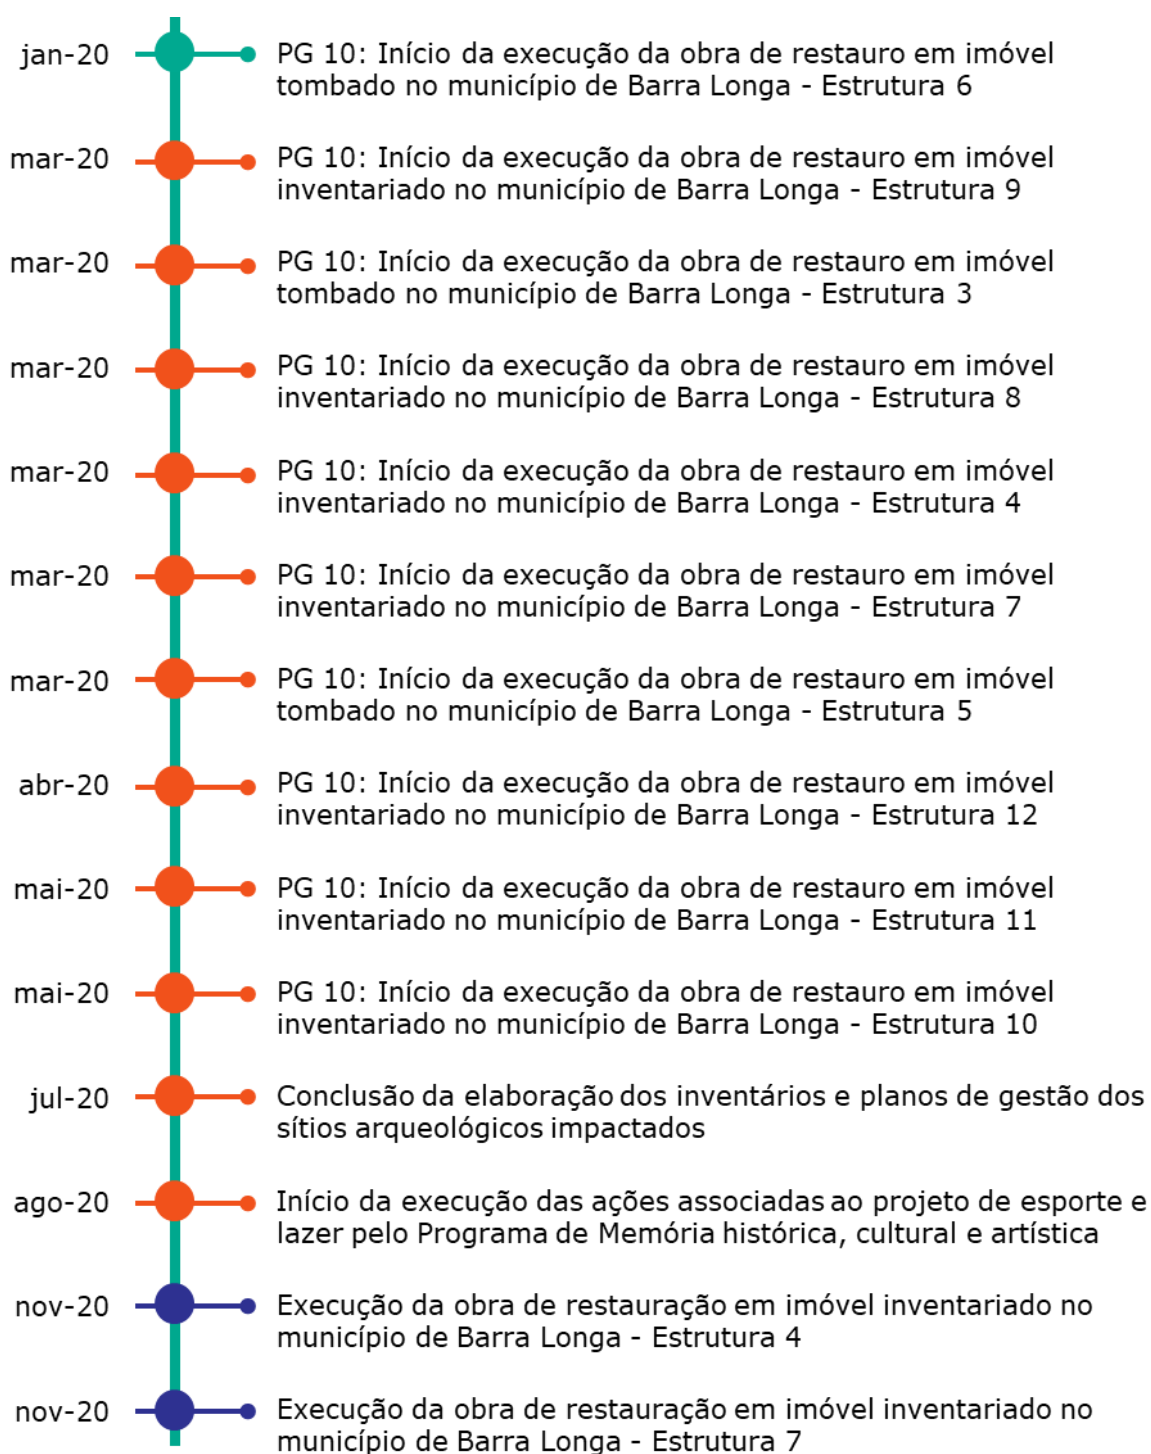 jan-20
PG 10: Início da execução da obra de restauro em imóvel
tombado no município de Barra Longa - Estrutura 6
mar-20
PG 10: Início da execução da obra de restauro em imóvel
inventariado no município de Barra Longa - Estrutura 9
mar-20
PG 10: Início da execução da obra de restauro em imóvel
tombado no município de Barra Longa - Estrutura 3
mar-20
PG 10: Início da execução da obra de restauro em imóvel
inventariado no município de Barra Longa - Estrutura 8
mar-20
PG 10: Início da execução da obra de restauro em imóvel
inventariado no município de Barra Longa - Estrutura 4
mar-20
PG 10: Início da execução da obra de restauro em imóvel
inventariado no município de Barra Longa - Estrutura 7
mar-20
PG 10: Início da execução da obra de restauro em imóvel
tombado no município de Barra Longa - Estrutura 5
abr-20
PG 10: Início da execução da obra de restauro em imóvel
inventariado no município de Barra Longa - Estrutura 12
mai-20
PG 10: Início da execução da obra de restauro em imóvel
inventariado no município de Barra Longa - Estrutura 11
mai-20
PG 10: Início da execução da obra de restauro em imóvel
inventariado no município de Barra Longa - Estrutura 10
jul-20
Conclusão da elaboração dos inventários e planos de gestão dos
sítios arqueológicos impactados
ago-20
Início da execução das ações associadas ao projeto de esporte e
lazer pelo Programa de Memória histórica, cultural e artística
nov-20
Execução da obra de restauração em imóvel inventariado no
município de Barra Longa - Estrutura 4
nov-20
Execução da obra de restauração em imóvel inventariado no
município de Barra Longa - Estrutura 7